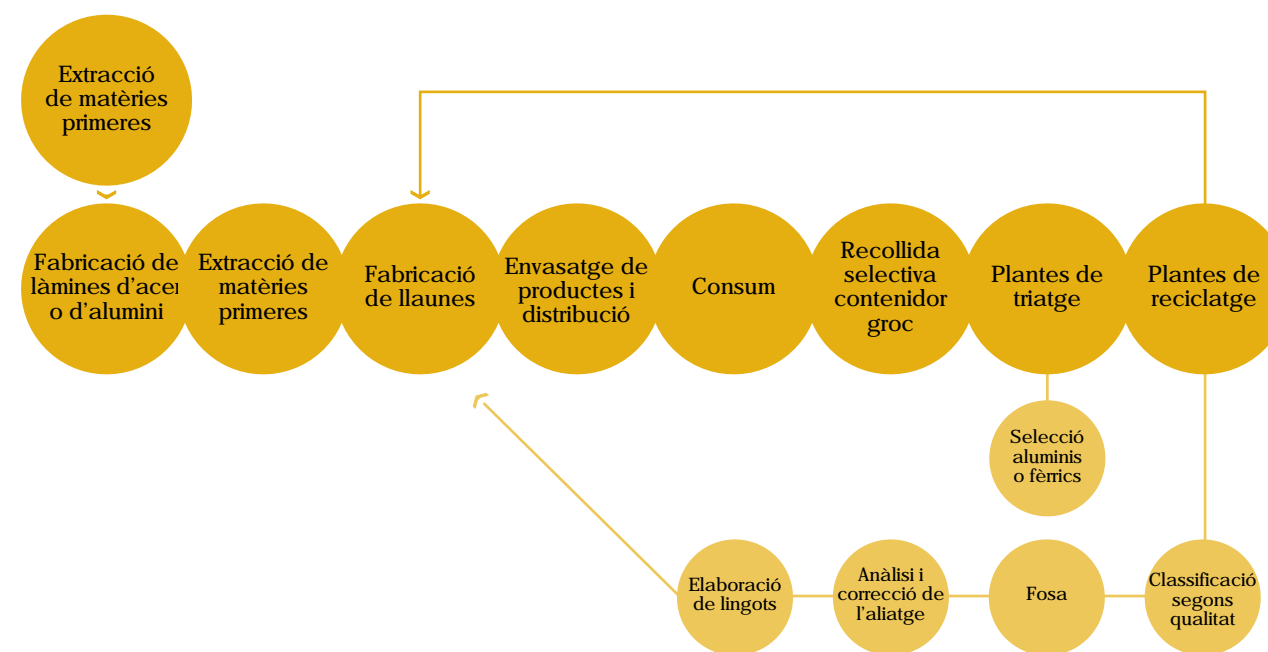 Extracció
de matèries
primeres
Fabricació de
làmines d'acer
o d'alumini
Extracció de
matèries
primeres
Fabricació
de llaunes
Envasatge de
productes i
distribució
Consum
Recollida
selectiva
contenidor
groc
Plantes de
triatge
Plantes de
reciclatge
Selecció
aluminis
o fèrrics
Elaboració
de lingots
Anàlisi i
correcció de
l'aliatge
Fosa
Classificació
segons
qualitat